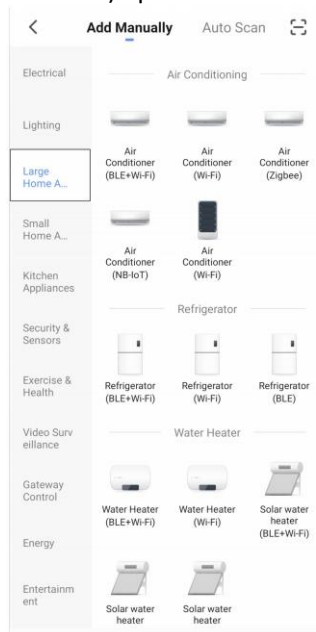 Add Manually
Auto Scan
Electrical
Lighting
Large
Home A...
Small
Home A...
Kitchen
Appliances
Security &
Sensors
Exercise &
Health
Video Surv
eillance
Gateway
Control
Energy
Entertainm
ent
Air Conditioning
Air
Conditioner
(BLE+Wi-Fi)
Air
Conditioner
(Wi-Fi)
Air
Conditioner
(Zigbee)
Air
Conditioner
(NB-IoT)
Air
Conditioner
(Wi-Fi)
Refrigerator
Refrigerator
(BLE+Wi-Fi)
Refrigerator
(Wi-Fi)
Refrigerator
(BLE)
Water Heater
Water Heater
(BLE+Wi-Fi)
Water Heater
(Wi-Fi)
Solar water
heater
(BLE+Wi-Fi)
Solar water
heater
Solar water
heater